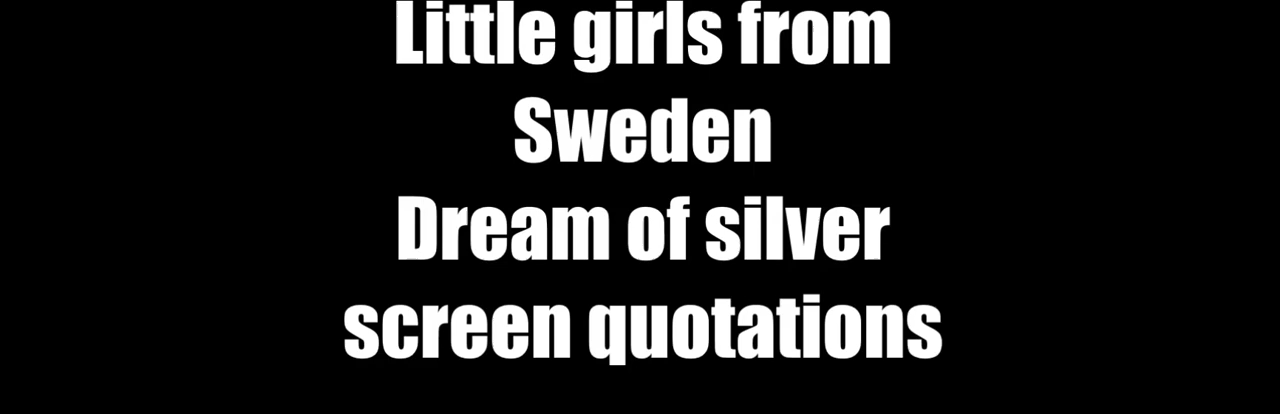 Little girls from
Sweden
Dream of silver
screen quotations